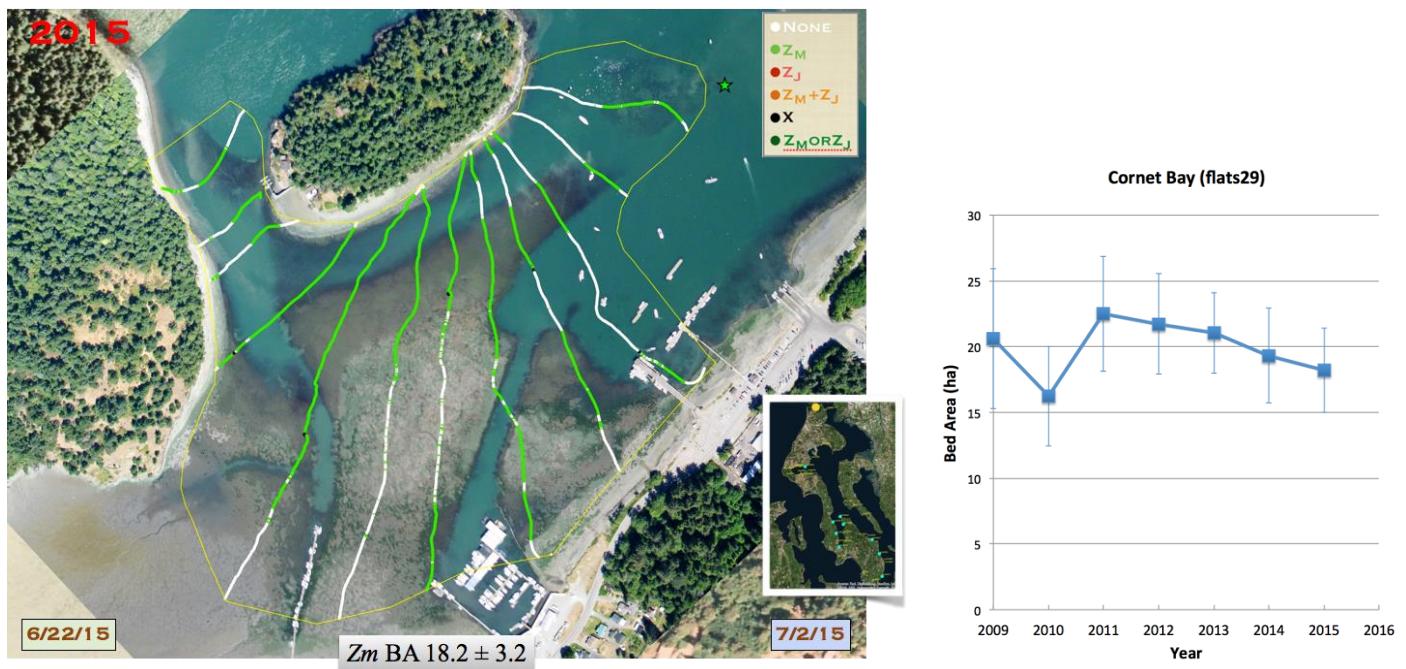 2015
NONE
ZM
ZJ
ZM+ZJ
X
ZMORZJ
6/22/15
Zm BA 18.2 ± 3.2
7/2/15
Cornet Bay (flats29)
Bed Area (ha)
30
25
20
15
10
5
0
2009 2010 2011 2012 2013 2014 2015 2016
Year